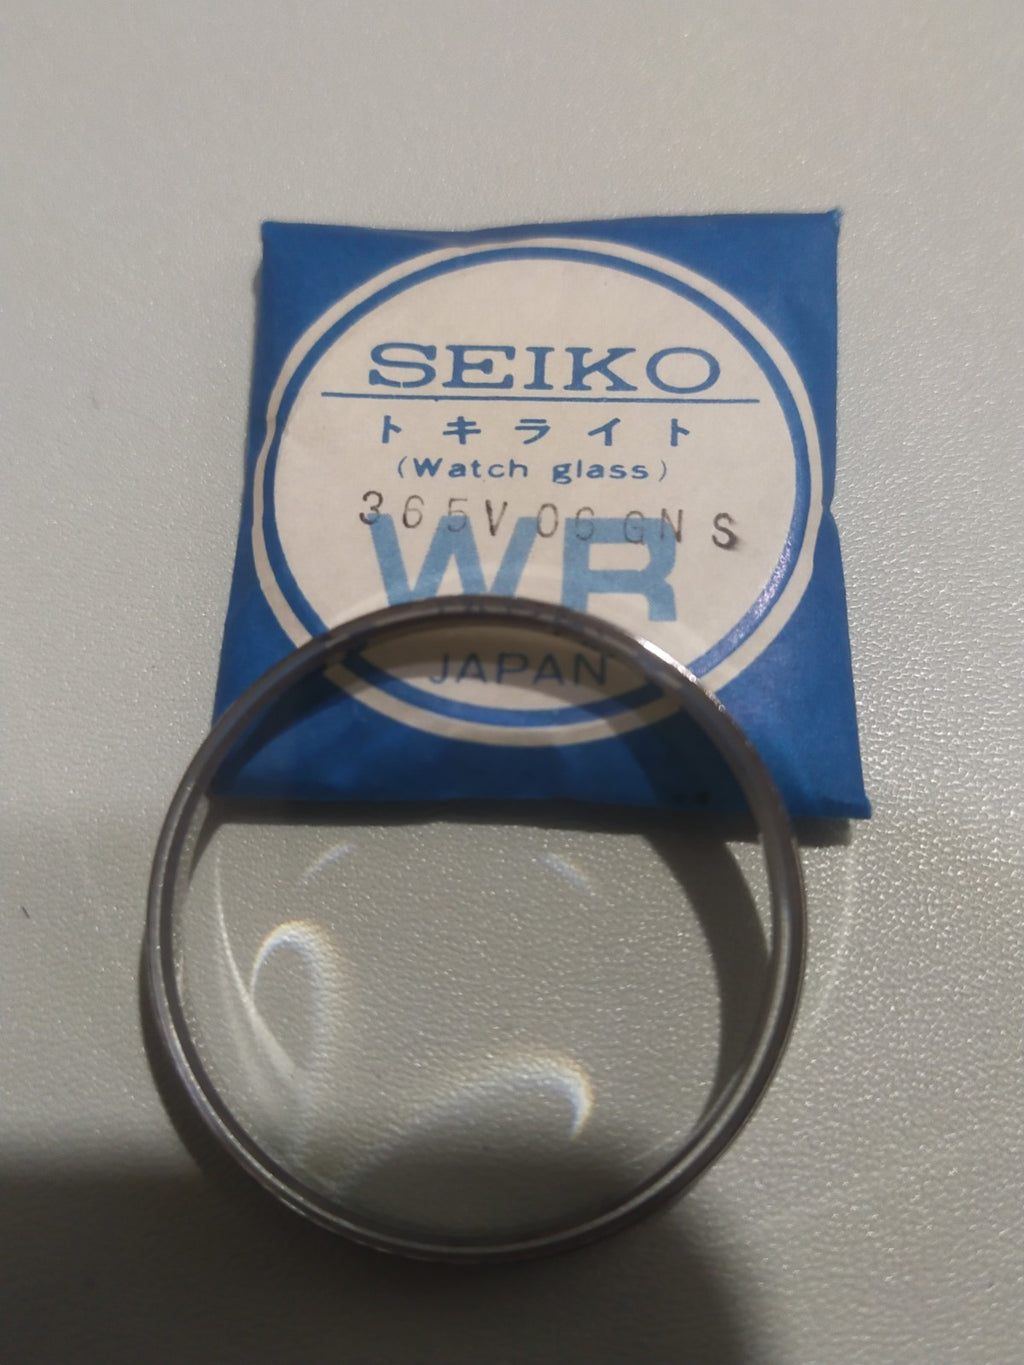 SEIKO
トキライト
(Watch glass)
365V06GNS
WR
JAPAN